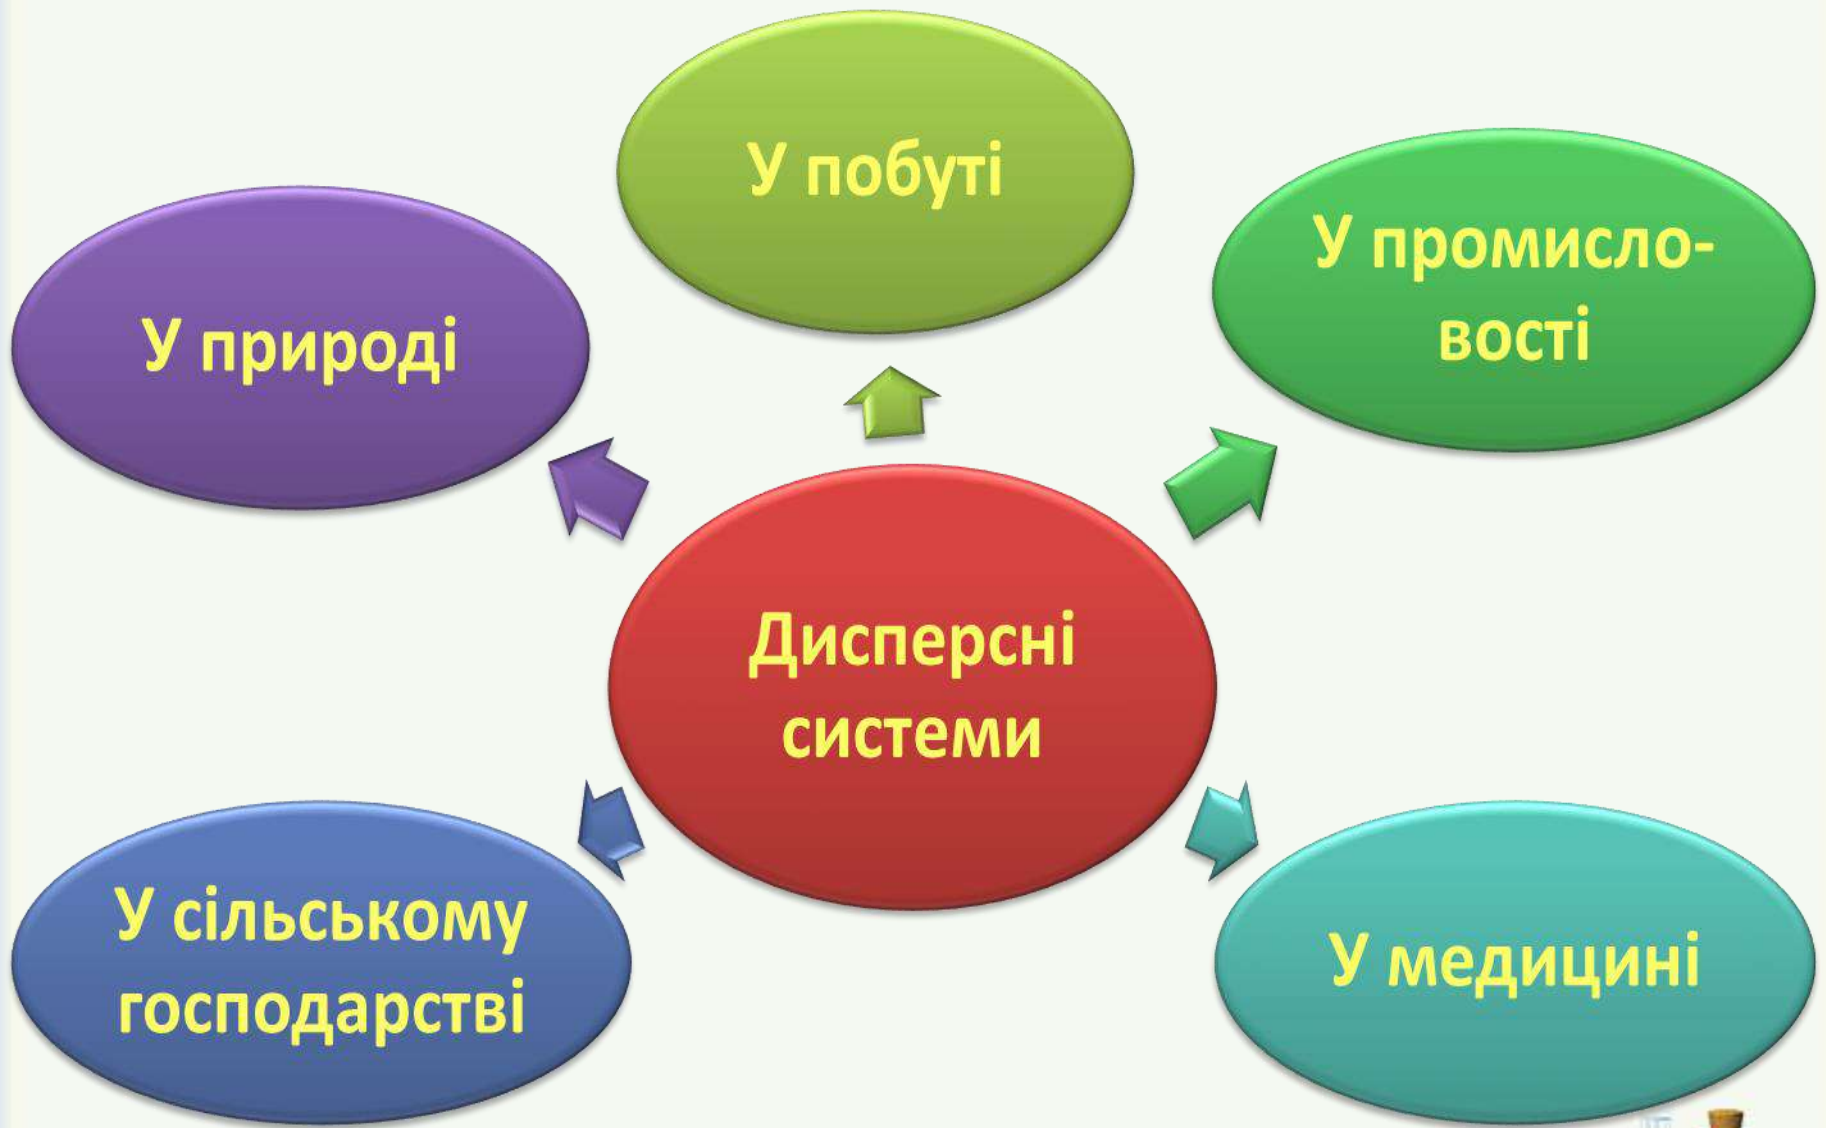 У побуті
У природі
У промисло-
вості
Дисперсні
системи
У сільському
господарстві
У медицині